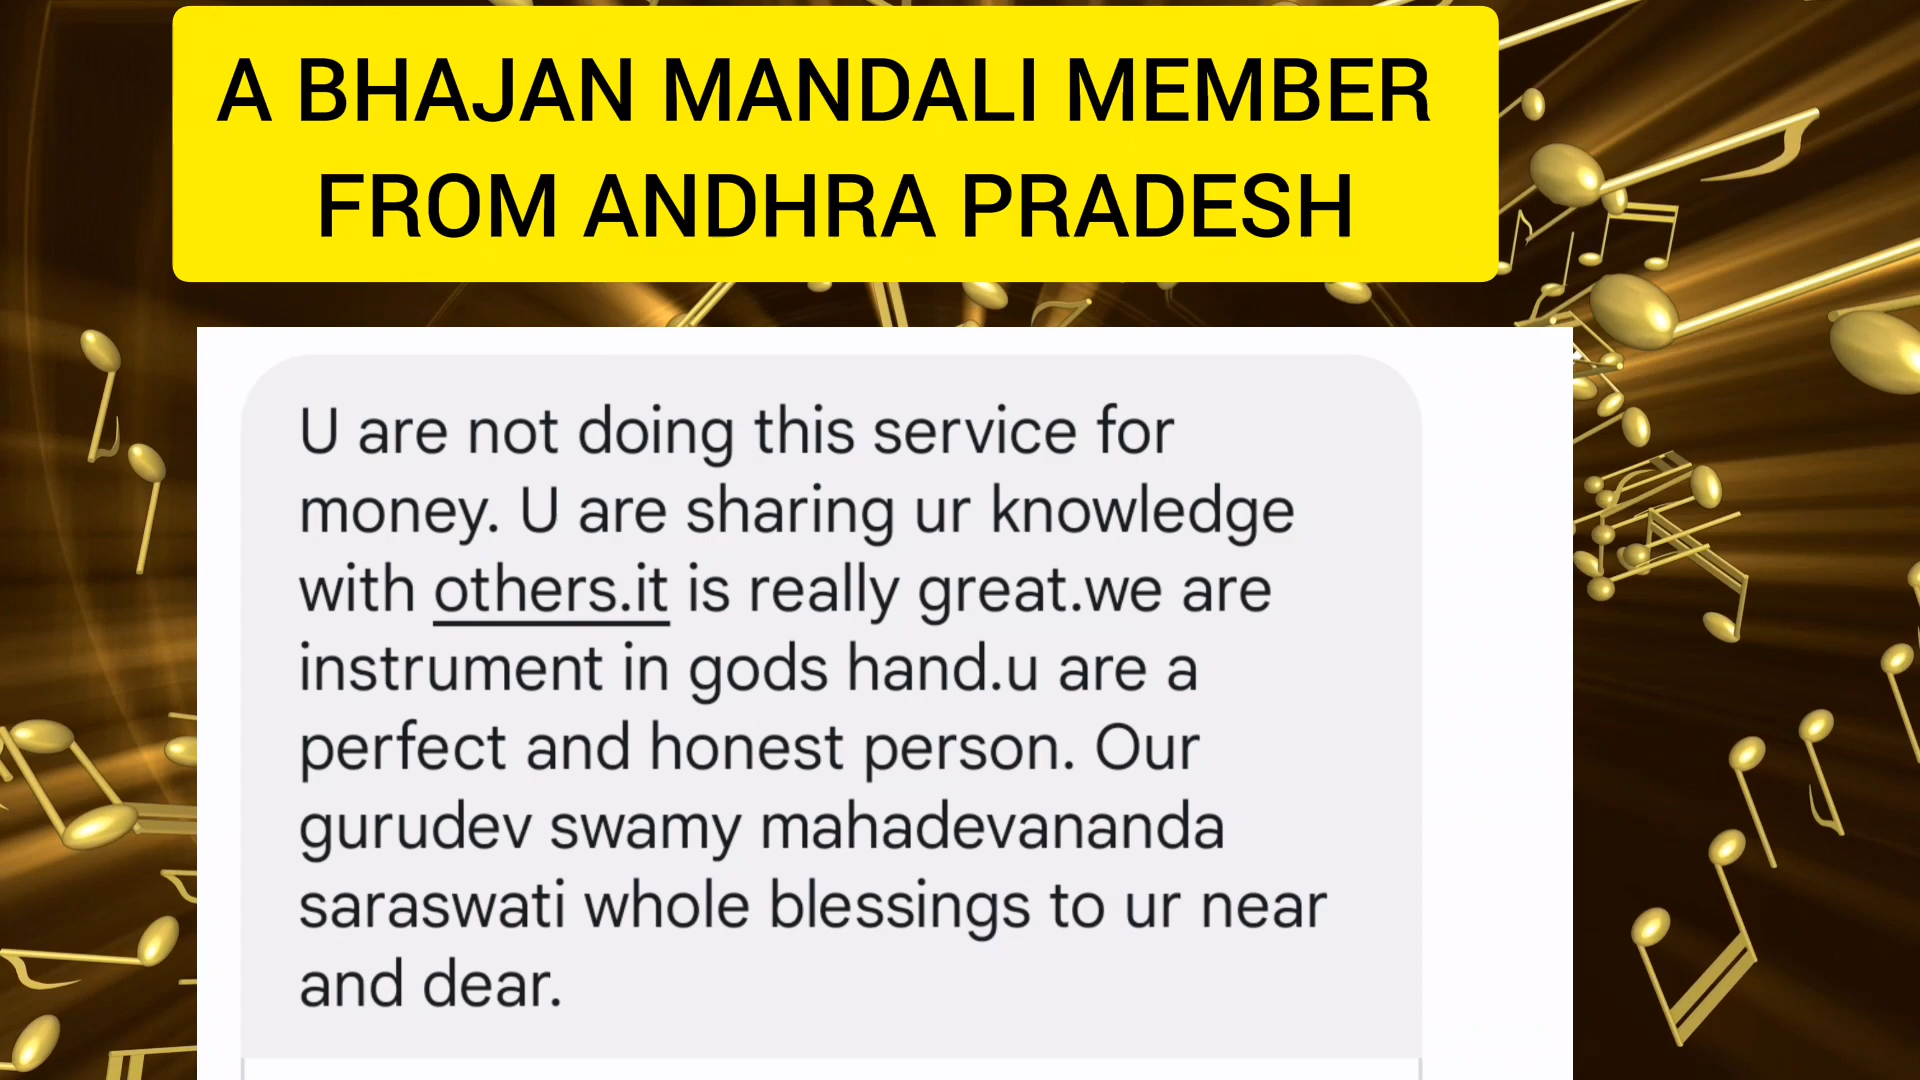 A BHAJAN MANDALI MEMBER
FROM ANDHRA PRADESH
U are not doing this service for
money. U are sharing ur knowledge
with others.it is really great.we are
instrument in gods hand.u are a
perfect and honest person. Our
gurudev swamy mahadevananda
saraswati whole blessings to ur near
and dear.